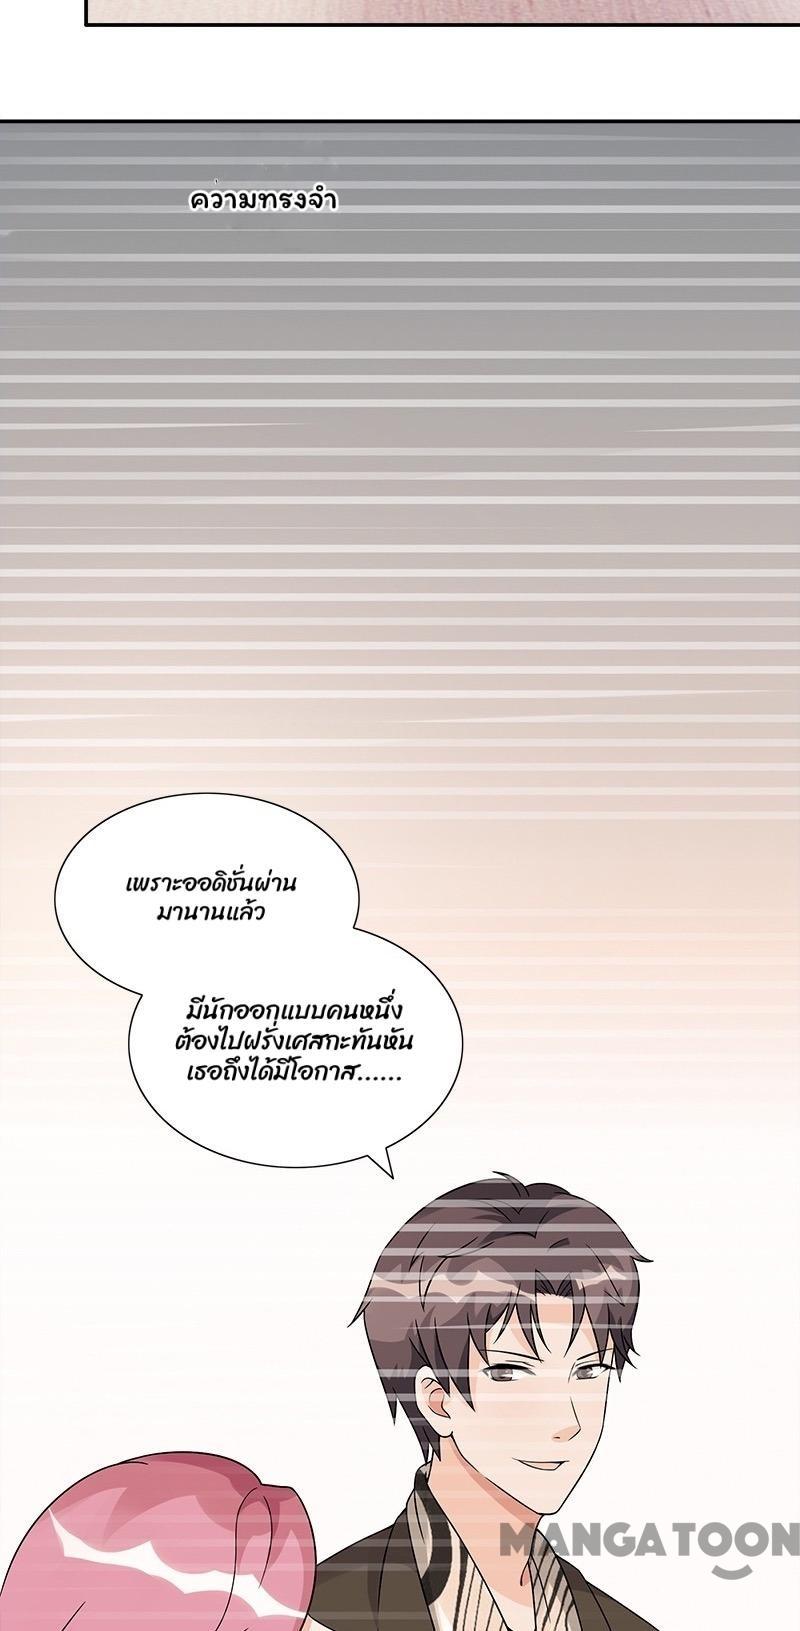 ความทรงจำ
เพราะออดิชั่นผ่าน
มานานแล้ว
มีนักออกแบบคนหนึ่ง
ต้องไปฝรั่งเศสกะทันหัน
เธอถึงได้มีโอกาส......
MANGATOON